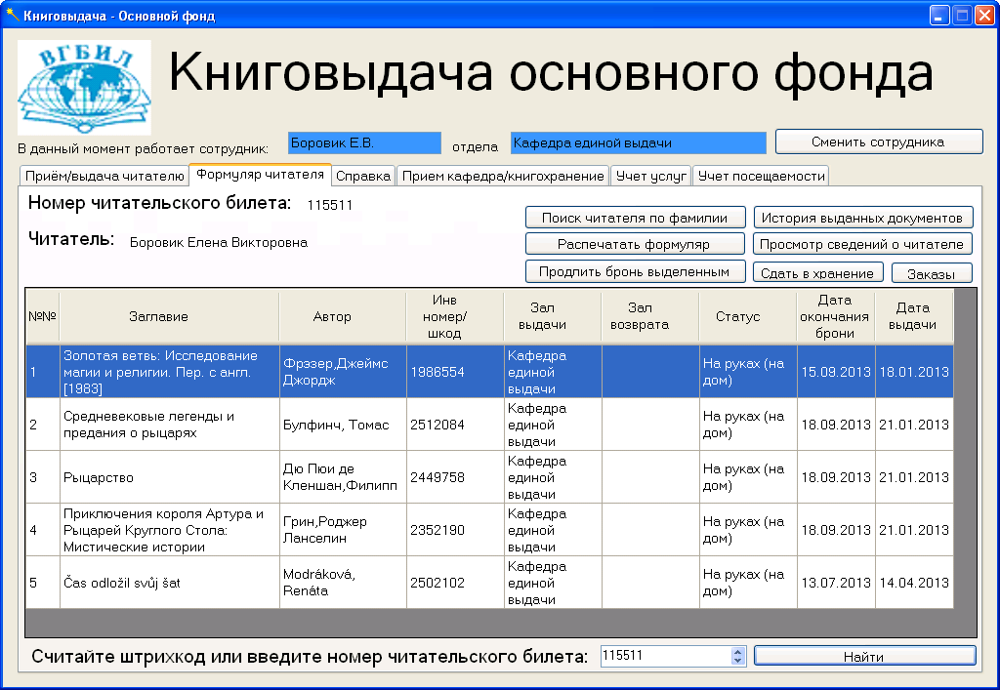 Книговыдача - Основной фонд
ВГБИЛ
Книговыдача основного фонда
В данный момент работает сотрудник: Боровик Е.В. отдела Кафедра единой выдачи Сменить сотрудника
Приём/выдача читателю Формуляр читателя Справка Прием кафедра/книгохранение Учет услуг Учет посещаемости
Номер читательского билета: 115511
Читатель: Боровик Елена Викторовна
Поиск читателя по фамилии История выданных документов
Распечатать формуляр Просмотр сведений о читателе
Продлить бронь выделенным Сдать в хранение Заказы
№№ Заглавие Автор Инв номер/шкод Зал выдачи Зал возврата Статус Дата окончания брони Дата выдачи
1 Золотая ветвь: Исследование магии и религии. Пер. с англ. [1983] Фрэзер,Джеймс Джордж 1986554 Кафедра единой выдачи На руках (на дом) 15.09.2013 18.01.2013
2 Средневековые легенды и предания о рыцарях Булфинч, Томас 2512084 Кафедра единой выдачи На руках (на дом) 18.09.2013 21.01.2013
3 Рыцарство Дю Пюи де Кленшан,Филипп 2449758 Кафедра единой выдачи На руках (на дом) 18.09.2013 21.01.2013
4 Приключения короля Артура и Рыцарей Круглого Стола: Мистические истории Грин,Роджер Ланселин 2352190 Кафедра единой выдачи На руках (на дом) 18.09.2013 21.01.2013
5 Čas odložil svůj šat Modráková, Renáta 2502102 Кафедра единой выдачи На руках (на дом) 13.07.2013 14.04.2013
Считайте штрихкод или введите номер читательского билета: 115511 Найти